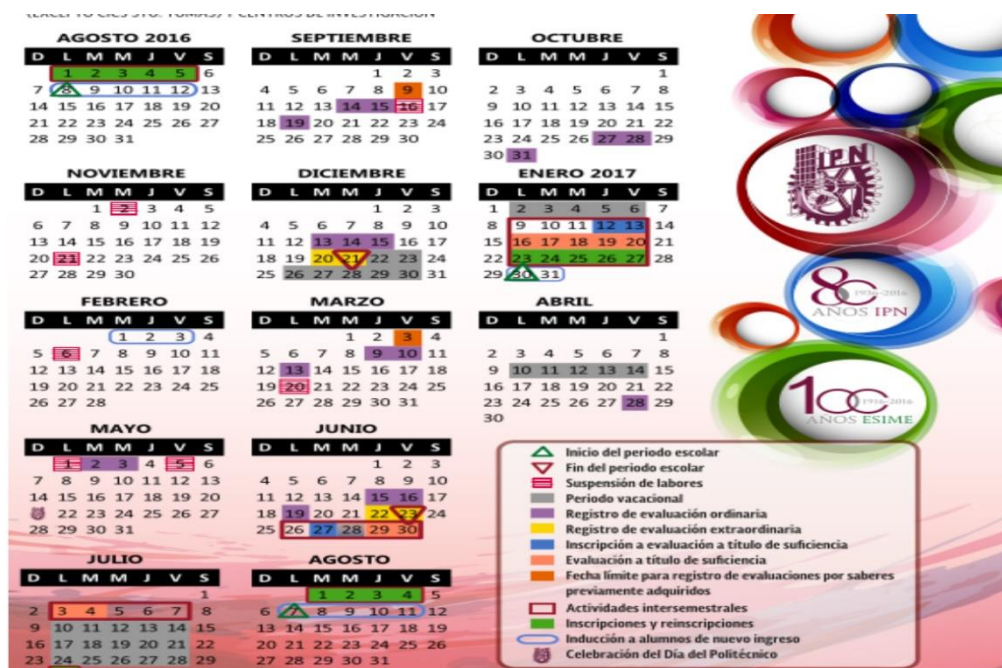 (EXCEPTO CICS STO. TOMÁS) Y CENTROS DE INVESTIGACIÓN
AGOSTO 2016
D L M M J V S
1 2 3 4 5 6
7 8 9 10 11 12 13
14 15 16 17 18 19 20
21 22 23 24 25 26 27
28 29 30 31
SEPTIEMBRE
D L M M J V S
1 2 3
4 5 6 7 8 9 10
11 12 13 14 15 16 17
18 19 20 21 22 23 24
25 26 27 28 29 30
OCTUBRE
D L M M J V S
1
2 3 4 5 6 7 8
9 10 11 12 13 14 15
16 17 18 19 20 21 22
23 24 25 26 27 28 29
30 31
NOVIEMBRE
D L M M J V S
1 2 3 4 5
6 7 8 9 10 11 12
13 14 15 16 17 18 19
20 21 22 23 24 25 26
27 28 29 30
DICIEMBRE
D L M M J V S
1 2 3
4 5 6 7 8 9 10
11 12 13 14 15 16 17
18 19 20 21 22 23 24
25 26 27 28 29 30 31
ENERO 2017
D L M M J V S
1 2 3 4 5 6 7
8 9 10 11 12 13 14
15 16 17 18 19 20 21
22 23 24 25 26 27 28
29 30 31
FEBRERO
D L M M J V S
1 2 3 4
5 6 7 8 9 10 11
12 13 14 15 16 17 18
19 20 21 22 23 24 25
26 27 28
MARZO
D L M M J V S
1 2 3 4
5 6 7 8 9 10 11
12 13 14 15 16 17 18
19 20 21 22 23 24 25
26 27 28 29 30 31
ABRIL
D L M M J V S
1
2 3 4 5 6 7 8
9 10 11 12 13 14 15
16 17 18 19 20 21 22
23 24 25 26 27 28 29
30
MAYO
D L M M J V S
1 2 3 4 5 6
7 8 9 10 11 12 13
14 15 16 17 18 19 20
22 23 24 25 26 27
28 29 30 31
JUNIO
D L M M J V S
1 2 3
4 5 6 7 8 9 10
11 12 13 14 15 16 17
18 19 20 21 22 23 24
25 26 27 28 29 30
JULIO
D L M M J V S
1
2 3 4 5 6 7 8
9 10 11 12 13 14 15
16 17 18 19 20 21 22
23 24 25 26 27 28 29
AGOSTO
D L M M J V S
1 2 3 4 5
6 7 8 9 10 11 12
13 14 15 16 17 18 19
20 21 22 23 24 25 26
27 28 29 30 31
IPN
80 1936-2016
AÑOS IPN
100 1916-2016
AÑOS ESIME
Inicio del periodo escolar
Fin del periodo escolar
Suspensión de labores
Periodo vacacional
Registro de evaluación ordinaria
Registro de evaluación extraordinaria
Inscripción a evaluación a título de suficiencia
Evaluación a título de suficiencia
Fecha límite para registro de evaluaciones por saberes
previamente adquiridos
Actividades intersemestrales
Inscripciones y reinscripciones
Inducción a alumnos de nuevo ingreso
Celebración del Día del Politécnico